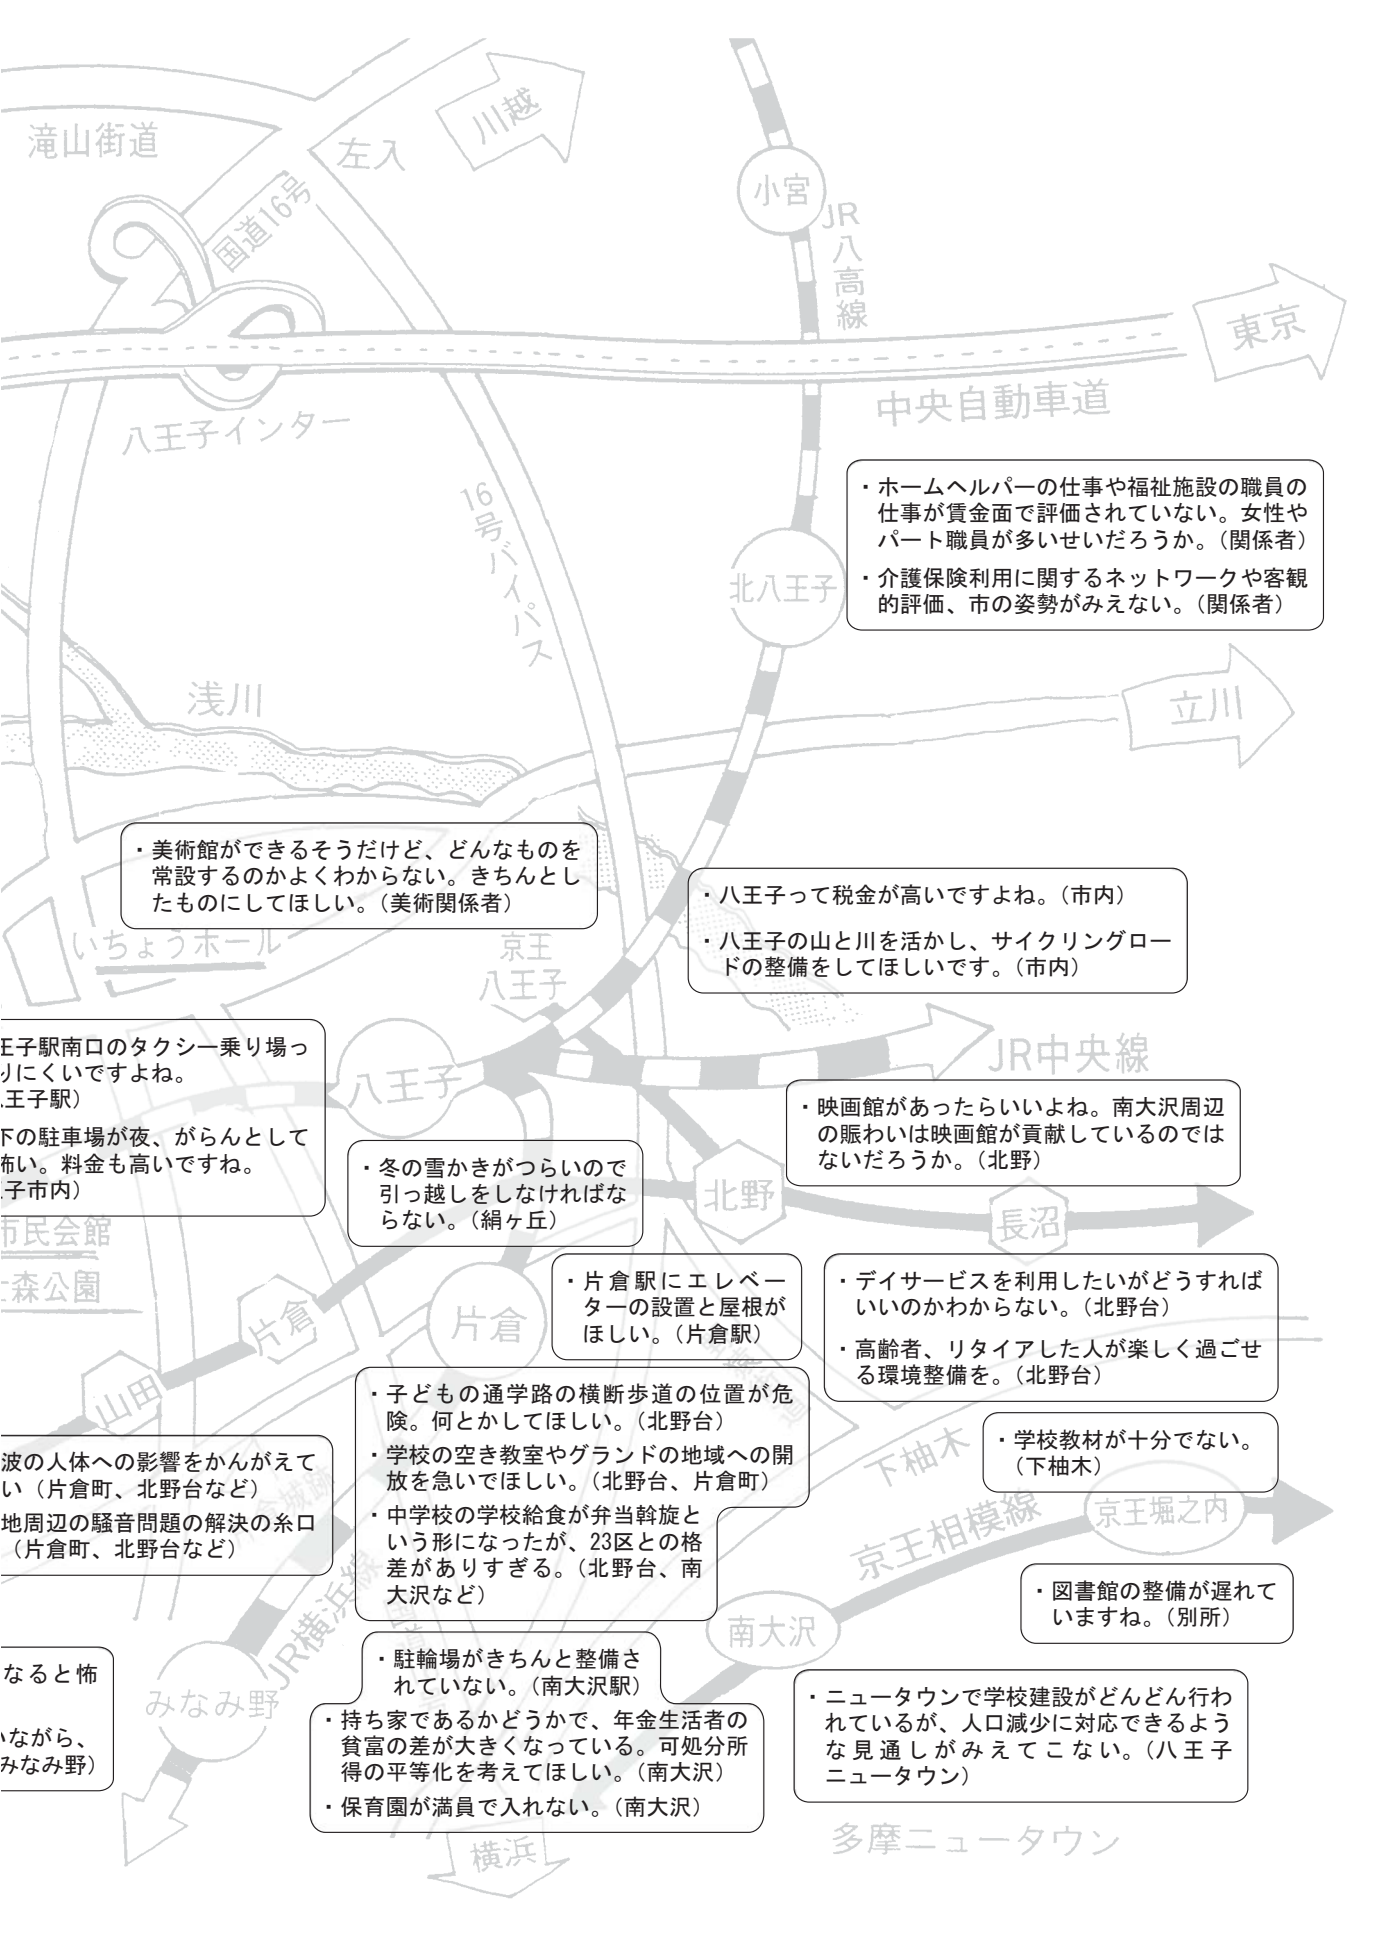 滝山街道
左入
川越
国道16号
小宮
JR八高線
東京
中央自動車道
八王子インター
16号バイパス
・ホームヘルパーの仕事や福祉施設の職員の
仕事が賃金面で評価されていない。女性や
パート職員が多いせいだろうか。（関係者）
・介護保険利用に関するネットワークや客観
的評価、市の姿勢がみえない。（関係者）
北八王子
浅川
立川
・美術館ができるそうだけど、どんなものを
常設するのかよくわからない。きちんとし
たものにしてほしい。（美術関係者）
・八王子って税金が高いですよね。（市内）
・八王子の山と川を活かし、サイクリングロー
ドの整備をしてほしいです。（市内）
いちょうホール
京王
八王子
王子駅南口のタクシー乗り場っ
りにくいですよね。
王子駅）
下の駐車場が夜、がらんとして
怖い。料金も高いですね。
子市内）
八王子
JR中央線
・映画館があったらいいよね。南大沢周辺
の賑わいは映画館が貢献しているのでは
ないだろうか。（北野）
・冬の雪かきがつらいので
引っ越しをしなければな
らない。（絹ヶ丘）
北野
長沼
市民会館
森公園
片倉
片倉
山田
・片倉駅にエレベー
ターの設置と屋根が
ほしい。（片倉駅）
・デイサービスを利用したいがどうすれば
いいのかわからない。（北野台）
・高齢者、リタイアした人が楽しく過ごせ
る環境整備を。（北野台）
・子どもの通学路の横断歩道の位置が危
険。何とかしてほしい。（北野台）
・学校の空き教室やグランドの地域への開
放を急いでほしい。（北野台、片倉町）
・中学校の学校給食が弁当斡旋と
いう形になったが、23区との格
差がありすぎる。（北野台、南
大沢など）
・学校教材が十分でない。
（下柚木）
下柚木
波の人体への影響をかんがえて
い（片倉町、北野台など）
地周辺の騒音問題の解決の糸口
（片倉町、北野台など）
城跡
京王相模線
京王堀之内
・図書館の整備が遅れて
いますね。（別所）
JR横浜線
南大沢
・駐輪場がきちんと整備さ
れていない。（南大沢駅）
・持ち家であるかどうかで、年金生活者の
貧富の差が大きくなっている。可処分所
得の平等化を考えてほしい。（南大沢）
・保育園が満員で入れない。（南大沢）
なると怖
いながら、
みなみ野）
みなみ野
・ニュータウンで学校建設がどんどん行わ
れているが、人口減少に対応できるよう
な見通しがみえてこない。（八王子
ニュータウン）
横浜
多摩ニュータウン